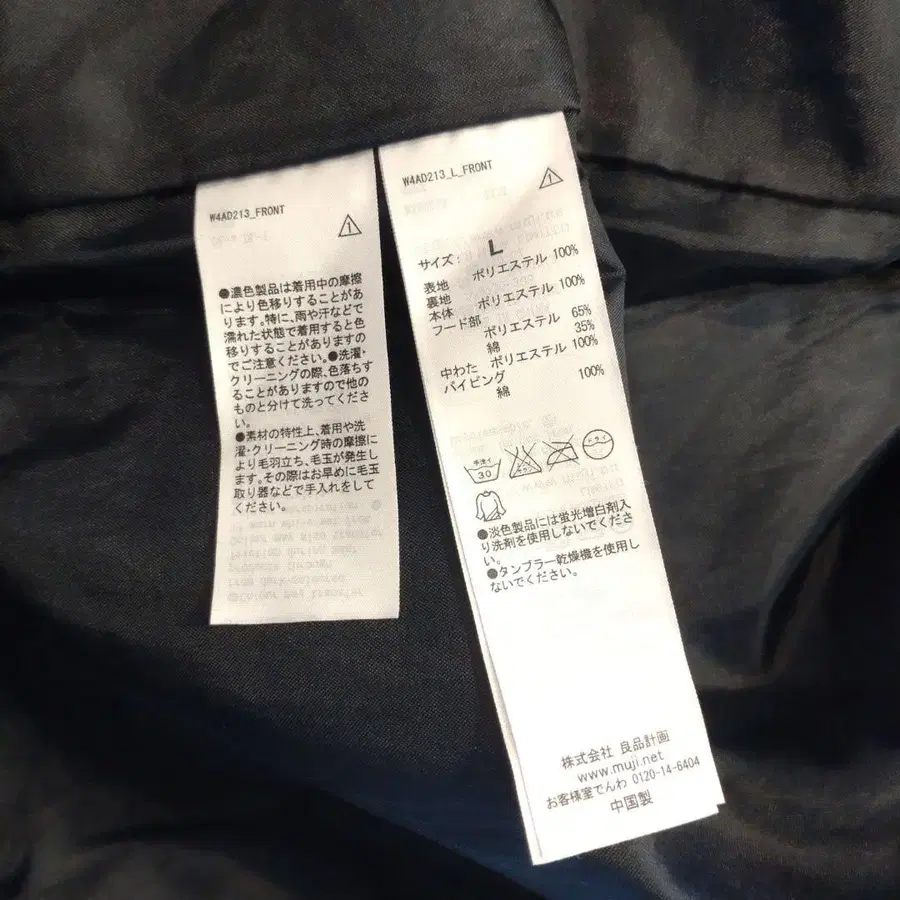 W4AD213_FRONT
1
●濃色製品は着用中の摩擦
により色移りすることがあ
ります。特に、雨や汗などで
濡れた状態で着用すると色
移りすることがありますの
でご注意ください。●洗濯・
クリーニングの際、色落ちす
ることがありますので他の
ものと分けて洗ってくださ
い。
●素材の特性上、着用や洗
濯・クリーニング時の摩擦に
より毛羽立ち、毛玉が発生し
ます。その際はお早めに毛玉
取り器などで手入れをして
ください。
W4AD213_L_FRONT
1
サイズ: L
表地 ポリエステル 100%
裏地
本体 ポリエステル 100%
フード部
ポリエステル 65%
綿 35%
中わた ポリエステル 100%
パイピング
綿 100%
手洗イ
30
エンソ
サラシ
ドライ
●淡色製品には蛍光増白剤入
り洗剤を使用しないでくださ
い。
●タンブラー乾燥機を使用し
ないでください。
株式会社 良品計画
www.muji.net
お客様室でんわ 0120-14-6404
中国製